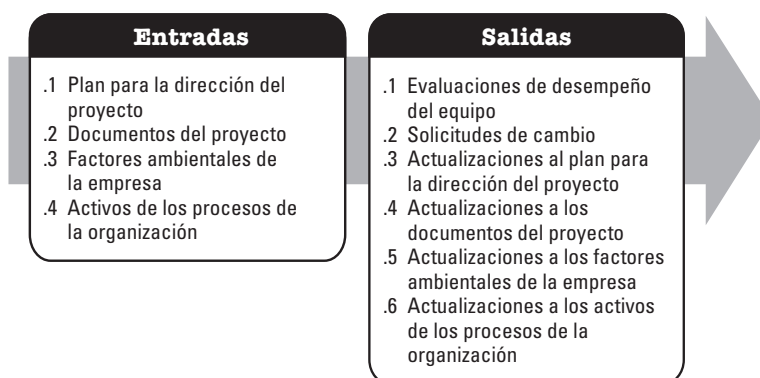 Entradas
.1 Plan para la dirección del
proyecto
.2 Documentos del proyecto
.3 Factores ambientales de
la empresa
.4 Activos de los procesos de
la organización
Salidas
.1 Evaluaciones de desempeño
del equipo
.2 Solicitudes de cambio
.3 Actualizaciones al plan para
la dirección del proyecto
.4 Actualizaciones a los
documentos del proyecto
.5 Actualizaciones a los factores
ambientales de la empresa
.6 Actualizaciones a los activos
de los procesos de la
organización